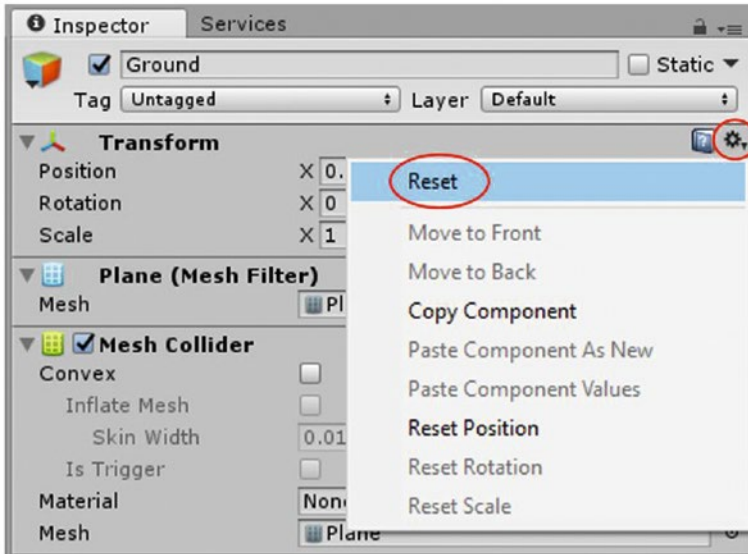 Inspector Services
Ground Static
Tag Untagged Layer Default
Transform
Position X 0.
Rotation X 0
Scale X 1
Plane (Mesh Filter)
Mesh Pl
Mesh Collider
Convex
Inflate Mesh
Skin Width 0.01
Is Trigger
Material Non
Mesh Plane
Reset
Move to Front
Move to Back
Copy Component
Paste Component As New
Paste Component Values
Reset Position
Reset Rotation
Reset Scale